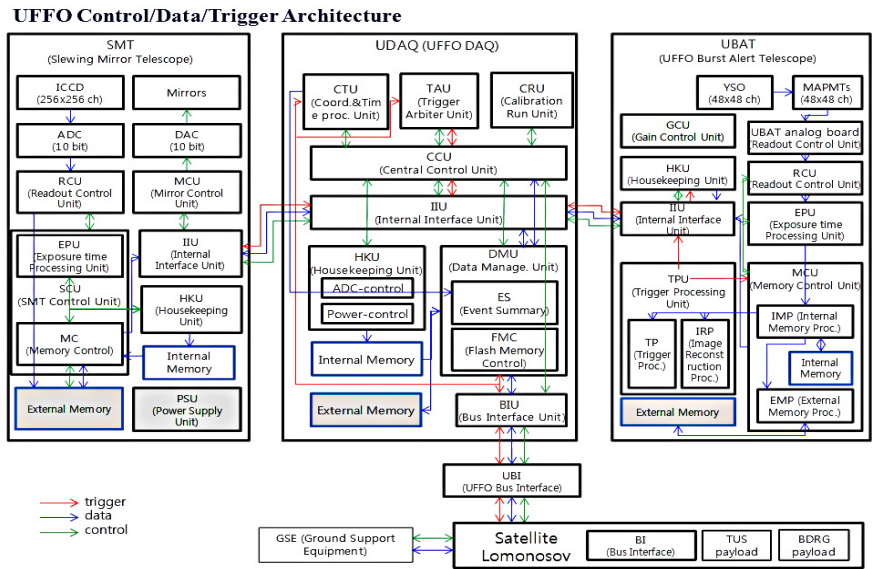 UFFO Control/Data/Trigger Architecture
SMT
(Slewing Mirror Telescope)
ICCD
(256x256 ch)
Mirrors
ADC
(10 bit)
DAC
(10 bit)
RCU
(Readout Control
Unit)
MCU
(Mirror Control
Unit)
EPU
(Exposure time
Processing Unit)
IIU
(Internal
Interface Unit)
SCU
(SMT Control Unit)
HKU
(Housekeeping
Unit)
MC
(Memory Control)
Internal
Memory
External Memory
PSU
(Power Supply
Unit)
UDAQ (UFFO DAQ)
CTU
(Coord.&Tim
e proc. Unit)
TAU
(Trigger
Arbiter Unit)
CRU
(Calibration
Run Unit)
CCU
(Central Control Unit)
IIU
(Internal Interface Unit)
HKU
(Housekeeping Unit)
ADC-control
Power-control
DMU
(Data Manage. Unit)
ES
(Event Summary)
FMC
(Flash Memory
Control)
Internal Memory
External Memory
BIU
(Bus Interface Unit)
UBAT
(UFFO Burst Alert Telescope)
YSO
(48x48 ch)
MAPMTs
(48x48 ch)
GCU
(Gain Control Unit)
UBAT analog board
(Readout Control Unit)
HKU
(Housekeeping Unit)
RCU
(Readout Control Unit)
IIU
(Internal Interface
Unit)
EPU
(Exposure time
Processing Unit)
TPU
(Trigger Processing
Unit)
MCU
(Memory Control Unit)
IMP (Internal
Memory Proc.)
TP
(Trigger
Proc.)
IRP
(Image
Reconst
ruction
Proc.)
Internal
Memory
External Memory
EMP (External
Memory Proc.)
UBI
(UFFO Bus Interface)
trigger
data
control
GSE (Ground Support
Equipment)
Satellite
Lomonosov
BI
(Bus Interface)
TUS
payload
BDRG
payload